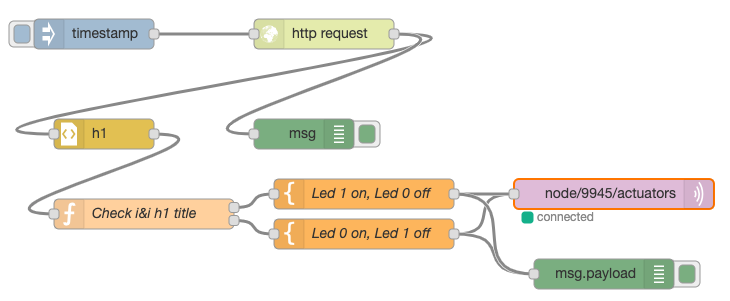 timestamp
http request
h1
msg
Check i&i h1 title
Led 1 on, Led 0 off
node/9945/actuators
connected
Led 0 on, Led 1 off
msg.payload